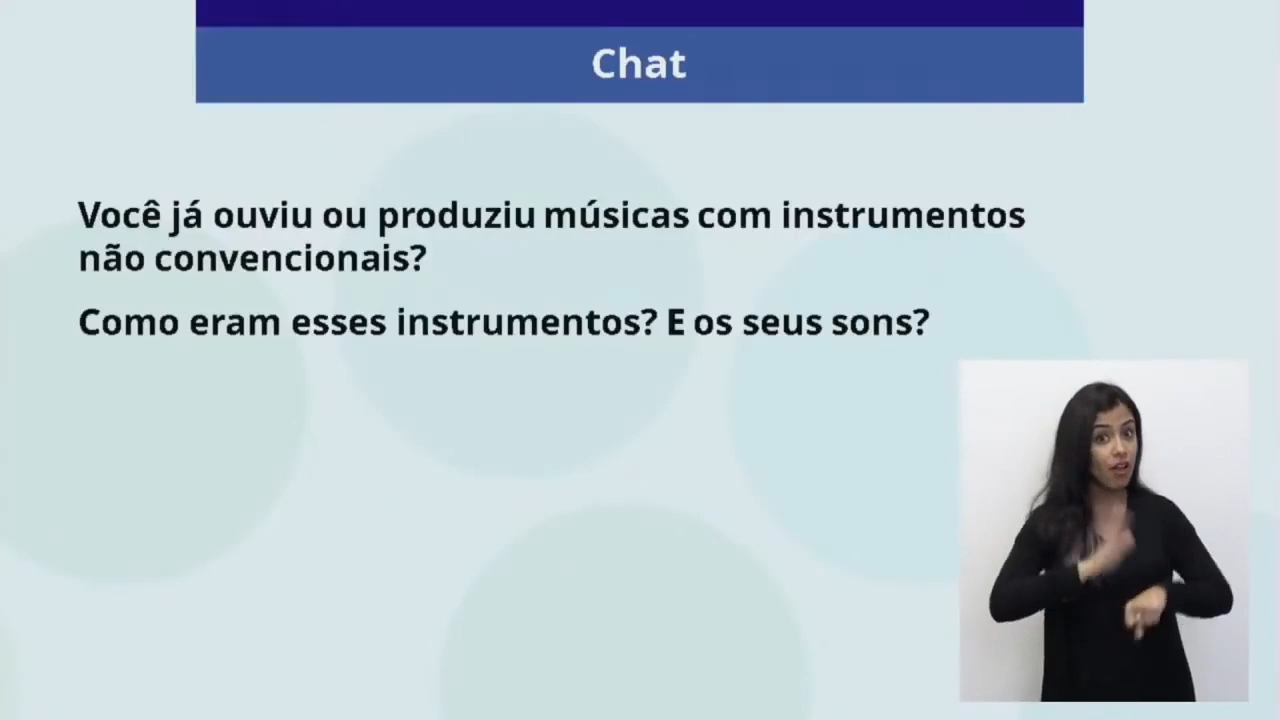 Chat
Você já ouviu ou produziu músicas com instrumentos
não convencionais?
Como eram esses instrumentos? E os seus sons?